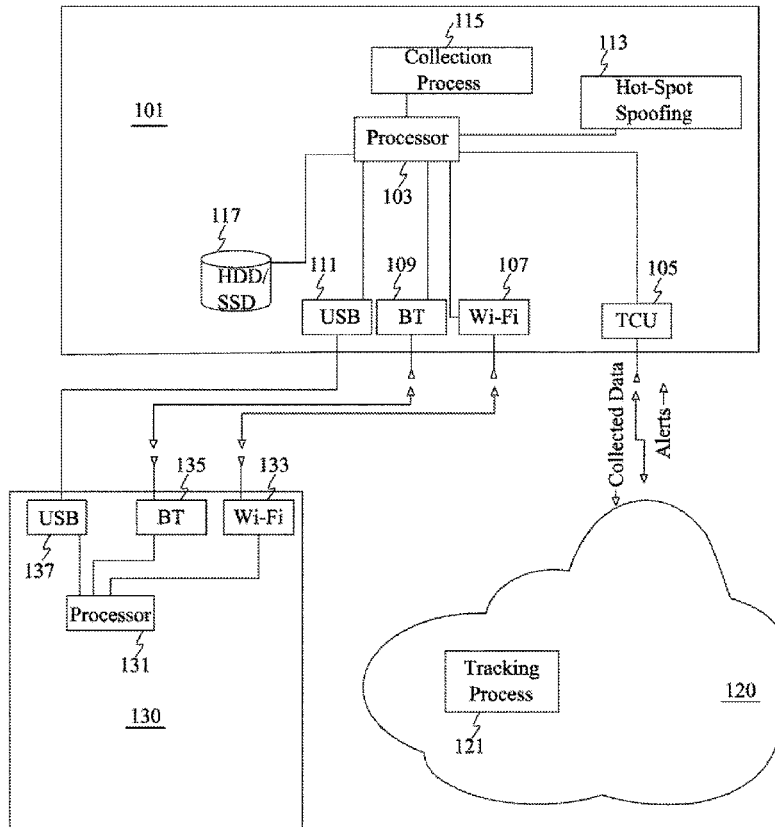 115
Collection
Process
113
Hot-Spot
Spoofing
101
Processor
103
117
HDD/
SSD
111
USB
109
BT
107
Wi-Fi
105
TCU
Collected Data
Alerts
135
133
USB
BT
Wi-Fi
137
Processor
131
130
Tracking
Process
121
120